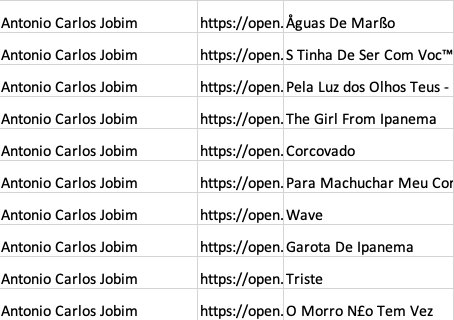 Antonio Carlos Jobim https://open. Åguas De Marßo
Antonio Carlos Jobim https://open. S Tinha De Ser Com Voc™
Antonio Carlos Jobim https://open. Pela Luz dos Olhos Teus -
Antonio Carlos Jobim https://open. The Girl From Ipanema
Antonio Carlos Jobim https://open. Corcovado
Antonio Carlos Jobim https://open. Para Machuchar Meu Cor
Antonio Carlos Jobim https://open. Wave
Antonio Carlos Jobim https://open. Garota De Ipanema
Antonio Carlos Jobim https://open. Triste
Antonio Carlos Jobim https://open. O Morro N£o Tem Vez